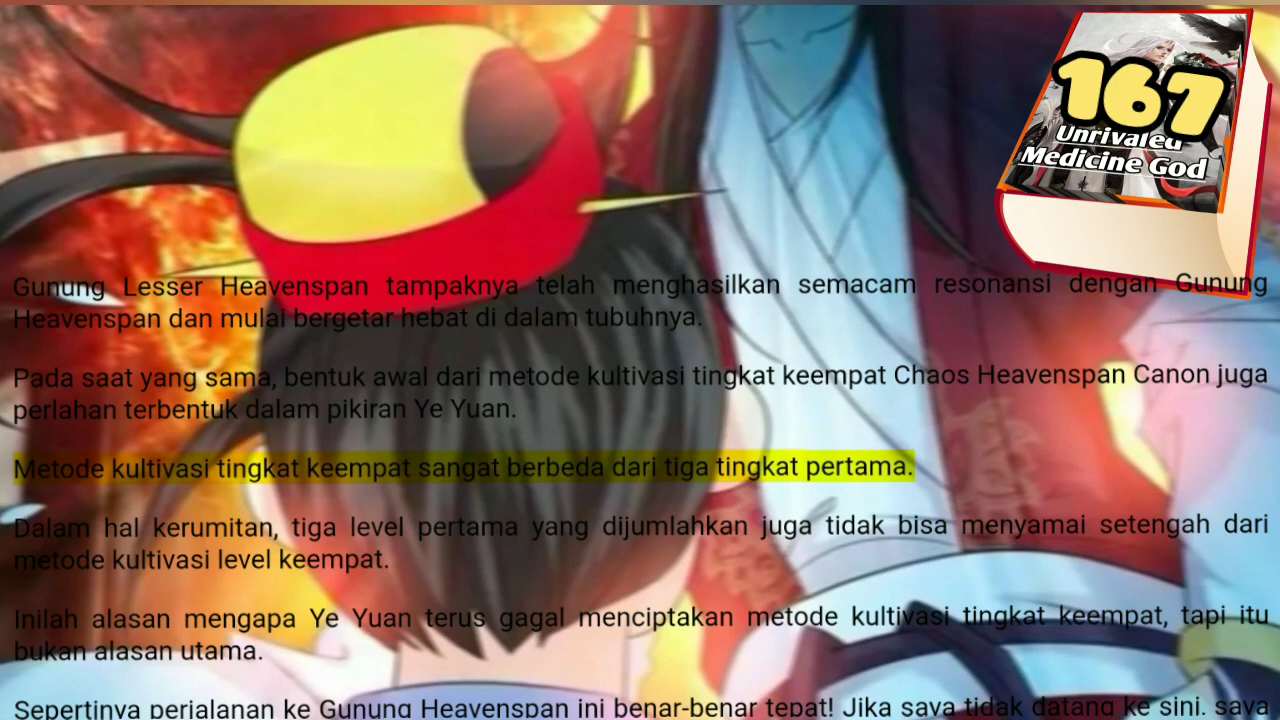 167
Unrivaled
Medicine God
Gunung Lesser Heavenspan tampaknya telah menghasilkan semacam resonansi dengan Gunung
Heavenspan dan mulai bergetar hebat di dalam tubuhnya.
Pada saat yang sama, bentuk awal dari metode kultivasi tingkat keempat Chaos Heavenspan Canon juga
perlahan terbentuk dalam pikiran Ye Yuan.
Metode kultivasi tingkat keempat sangat berbeda dari tiga tingkat pertama.
Dalam hal kerumitan, tiga level pertama yang dijumlahkan juga tidak bisa menyamai setengah dari
metode kultivasi level keempat.
Inilah alasan mengapa Ye Yuan terus gagal menciptakan metode kultivasi tingkat keempat, tapi itu
bukan alasan utama.
Sepertinya perjalanan ke Gunung Heavenspan ini benar-benar tepat! Jika saya tidak datang ke sini, saya